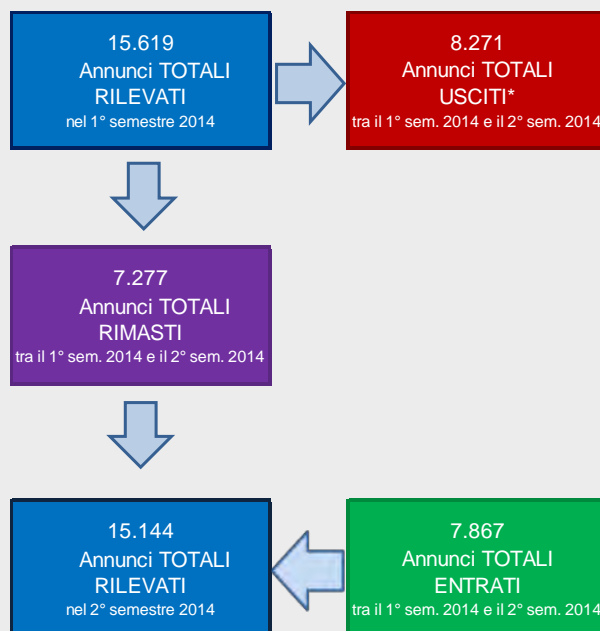 15.619
Annunci TOTALI
RILEVATI
nel 1° semestre 2014
8.271
Annunci TOTALI
USCITI*
tra il 1° sem. 2014 e il 2° sem. 2014
7.277
Annunci TOTALI
RIMASTI
tra il 1° sem. 2014 e il 2° sem. 2014
15.144
Annunci TOTALI
RILEVATI
nel 2° semestre 2014
7.867
Annunci TOTALI
ENTRATI
tra il 1° sem. 2014 e il 2° sem. 2014